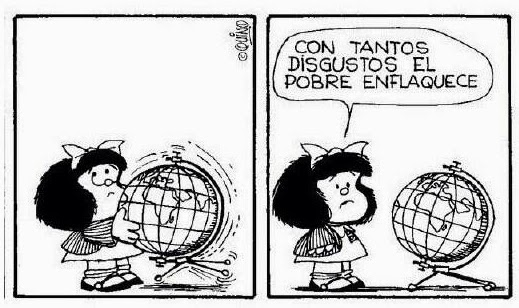 © QUINO
CON TANTOS
DISGUSTOS EL
POBRE ENFLAQUECE